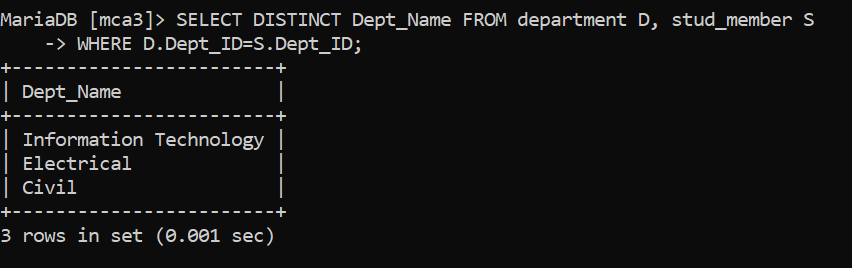 MariaDB [mca3]> SELECT DISTINCT Dept_Name FROM department D, stud_member S
    -> WHERE D.Dept_ID=S.Dept_ID;
+------------------------+
| Dept_Name              |
+------------------------+
| Information Technology |
| Electrical             |
| Civil                  |
+------------------------+
3 rows in set (0.001 sec)